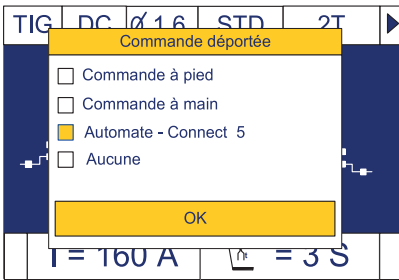 TIG DC Ø 1.6 STD 2T
Commande déportée
Commande à pied
Commande à main
Automate - Connect 5
Aucune
OK
I = 160 A = 3 S